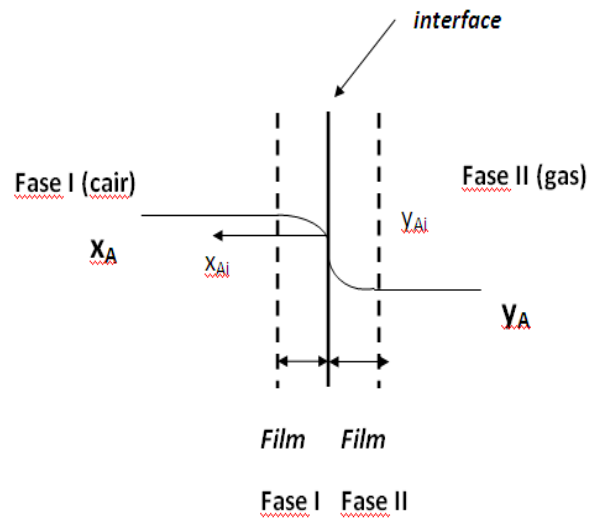 interface
Fase I (cair)
Fase II (gas)
xA
xAi
yAi
yA
Film Film
Fase I Fase II